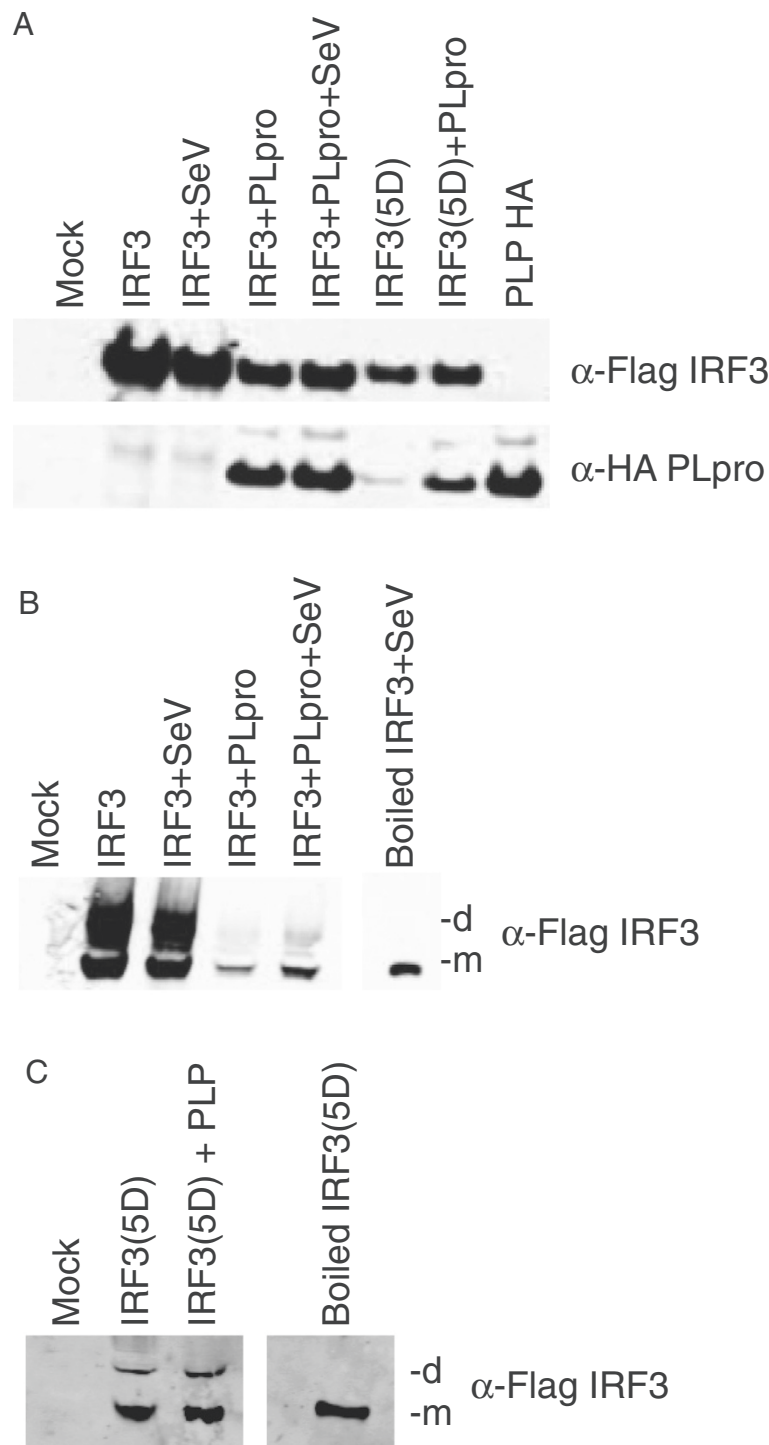 A
Mock
IRF3
IRF3+SeV
IRF3+PLpro
IRF3+PLpro+SeV
IRF3(5D)
IRF3(5D)+PLpro
PLP HA
α-Flag IRF3
α-HA PLpro
B
Mock
IRF3
IRF3+SeV
IRF3+PLpro
IRF3+PLpro+SeV
Boiled IRF3+SeV
-d
α-Flag IRF3
-m
C
Mock
IRF3(5D)
IRF3(5D) + PLP
Boiled IRF3(5D)
-d
α-Flag IRF3
-m